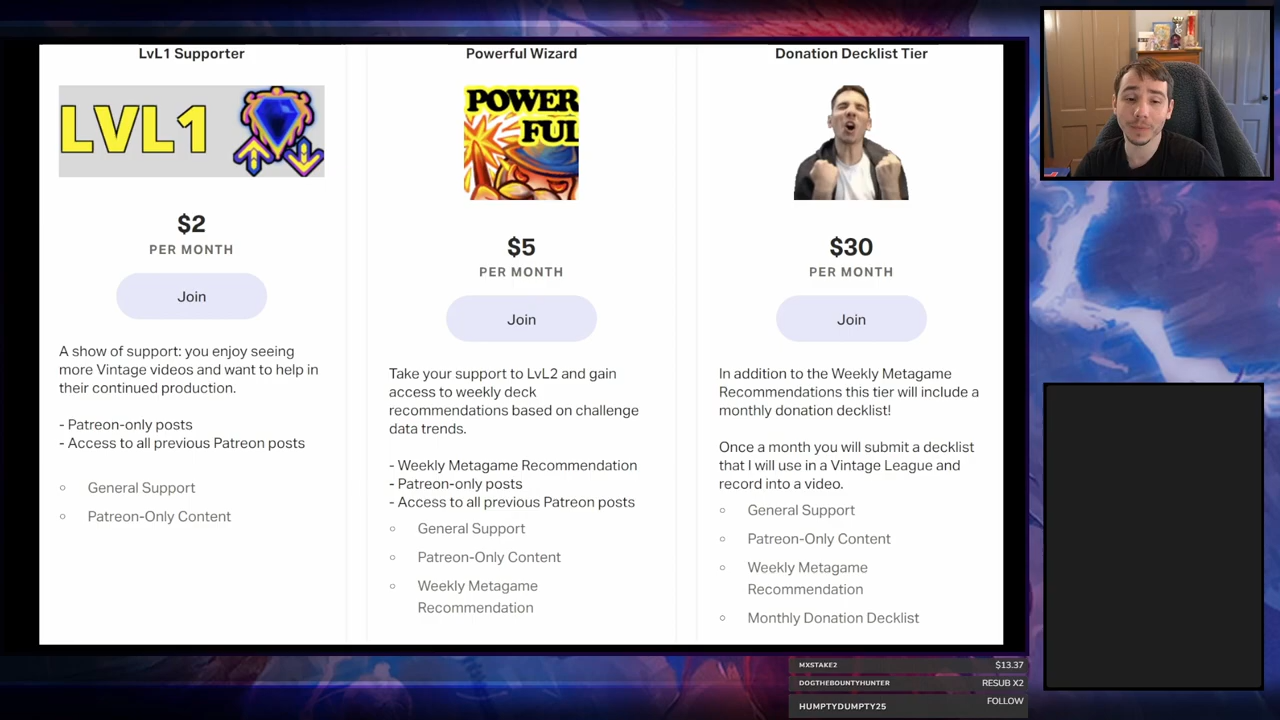 LvL1 Supporter
LVL1
$2
PER MONTH
Join
A show of support: you enjoy seeing
more Vintage videos and want to help in
their continued production.
- Patreon-only posts
- Access to all previous Patreon posts
General Support
Patreon-Only Content
Powerful Wizard
POWER
FUL
$5
PER MONTH
Join
Take your support to LvL2 and gain
access to weekly deck
recommendations based on challenge
data trends.
- Weekly Metagame Recommendation
- Patreon-only posts
- Access to all previous Patreon posts
General Support
Patreon-Only Content
Weekly Metagame
Recommendation
Donation Decklist Tier
$30
PER MONTH
Join
In addition to the Weekly Metagame
Recommendations this tier will include a
monthly donation decklist!
Once a month you will submit a decklist
that I will use in a Vintage League and
record into a video.
General Support
Patreon-Only Content
Weekly Metagame
Recommendation
Monthly Donation Decklist
MXSTAKE2 $13.37
DOGTHEBOUNTYHUNTER RESUB X2
HUMPTYDUMPTY25 FOLLOW